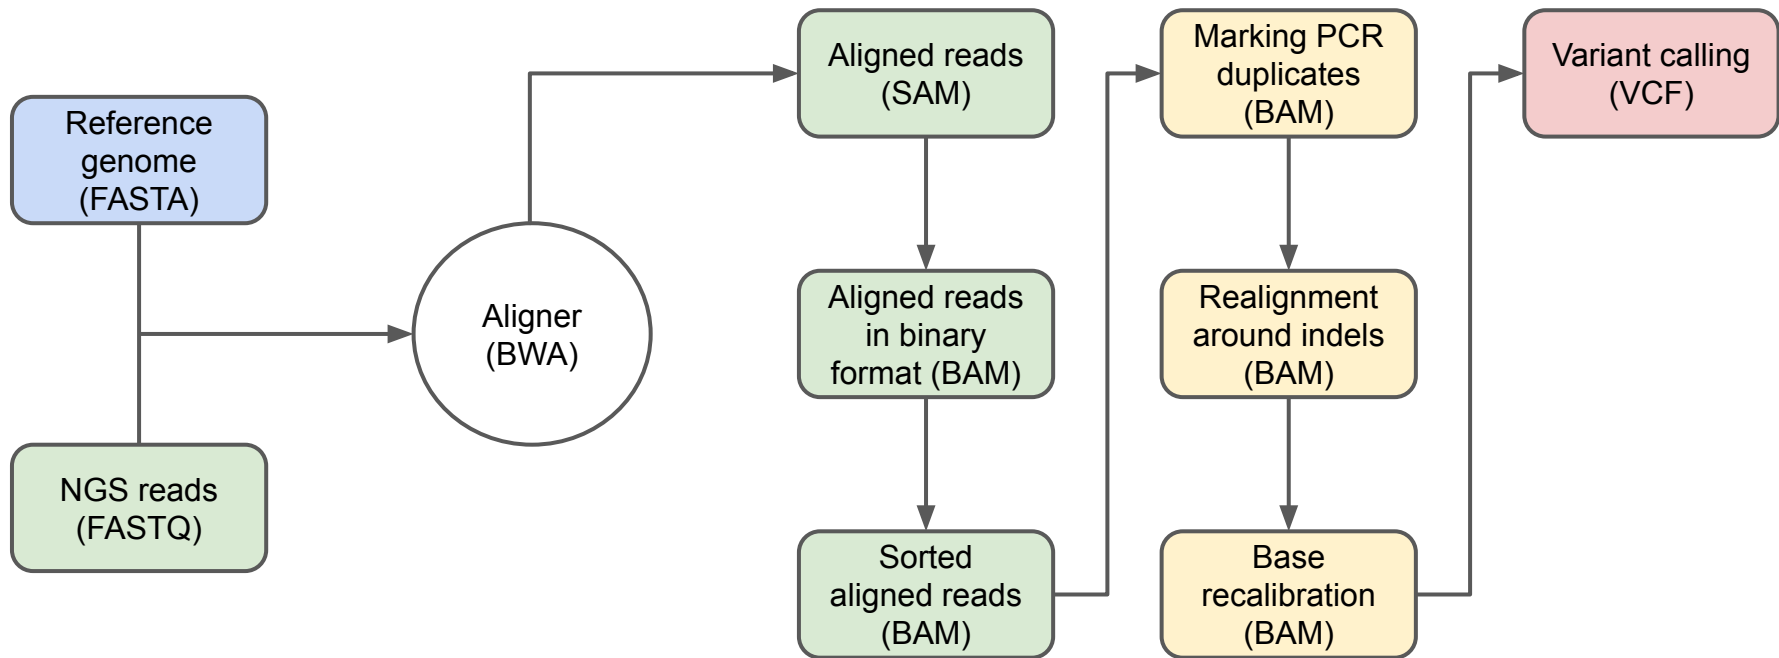 Reference
genome
(FASTA)
NGS reads
(FASTQ)
Aligner
(BWA)
Aligned reads
(SAM)
Aligned reads
in binary
format (BAM)
Sorted
aligned reads
(BAM)
Marking PCR
duplicates
(BAM)
Realignment
around indels
(BAM)
Base
recalibration
(BAM)
Variant calling
(VCF)